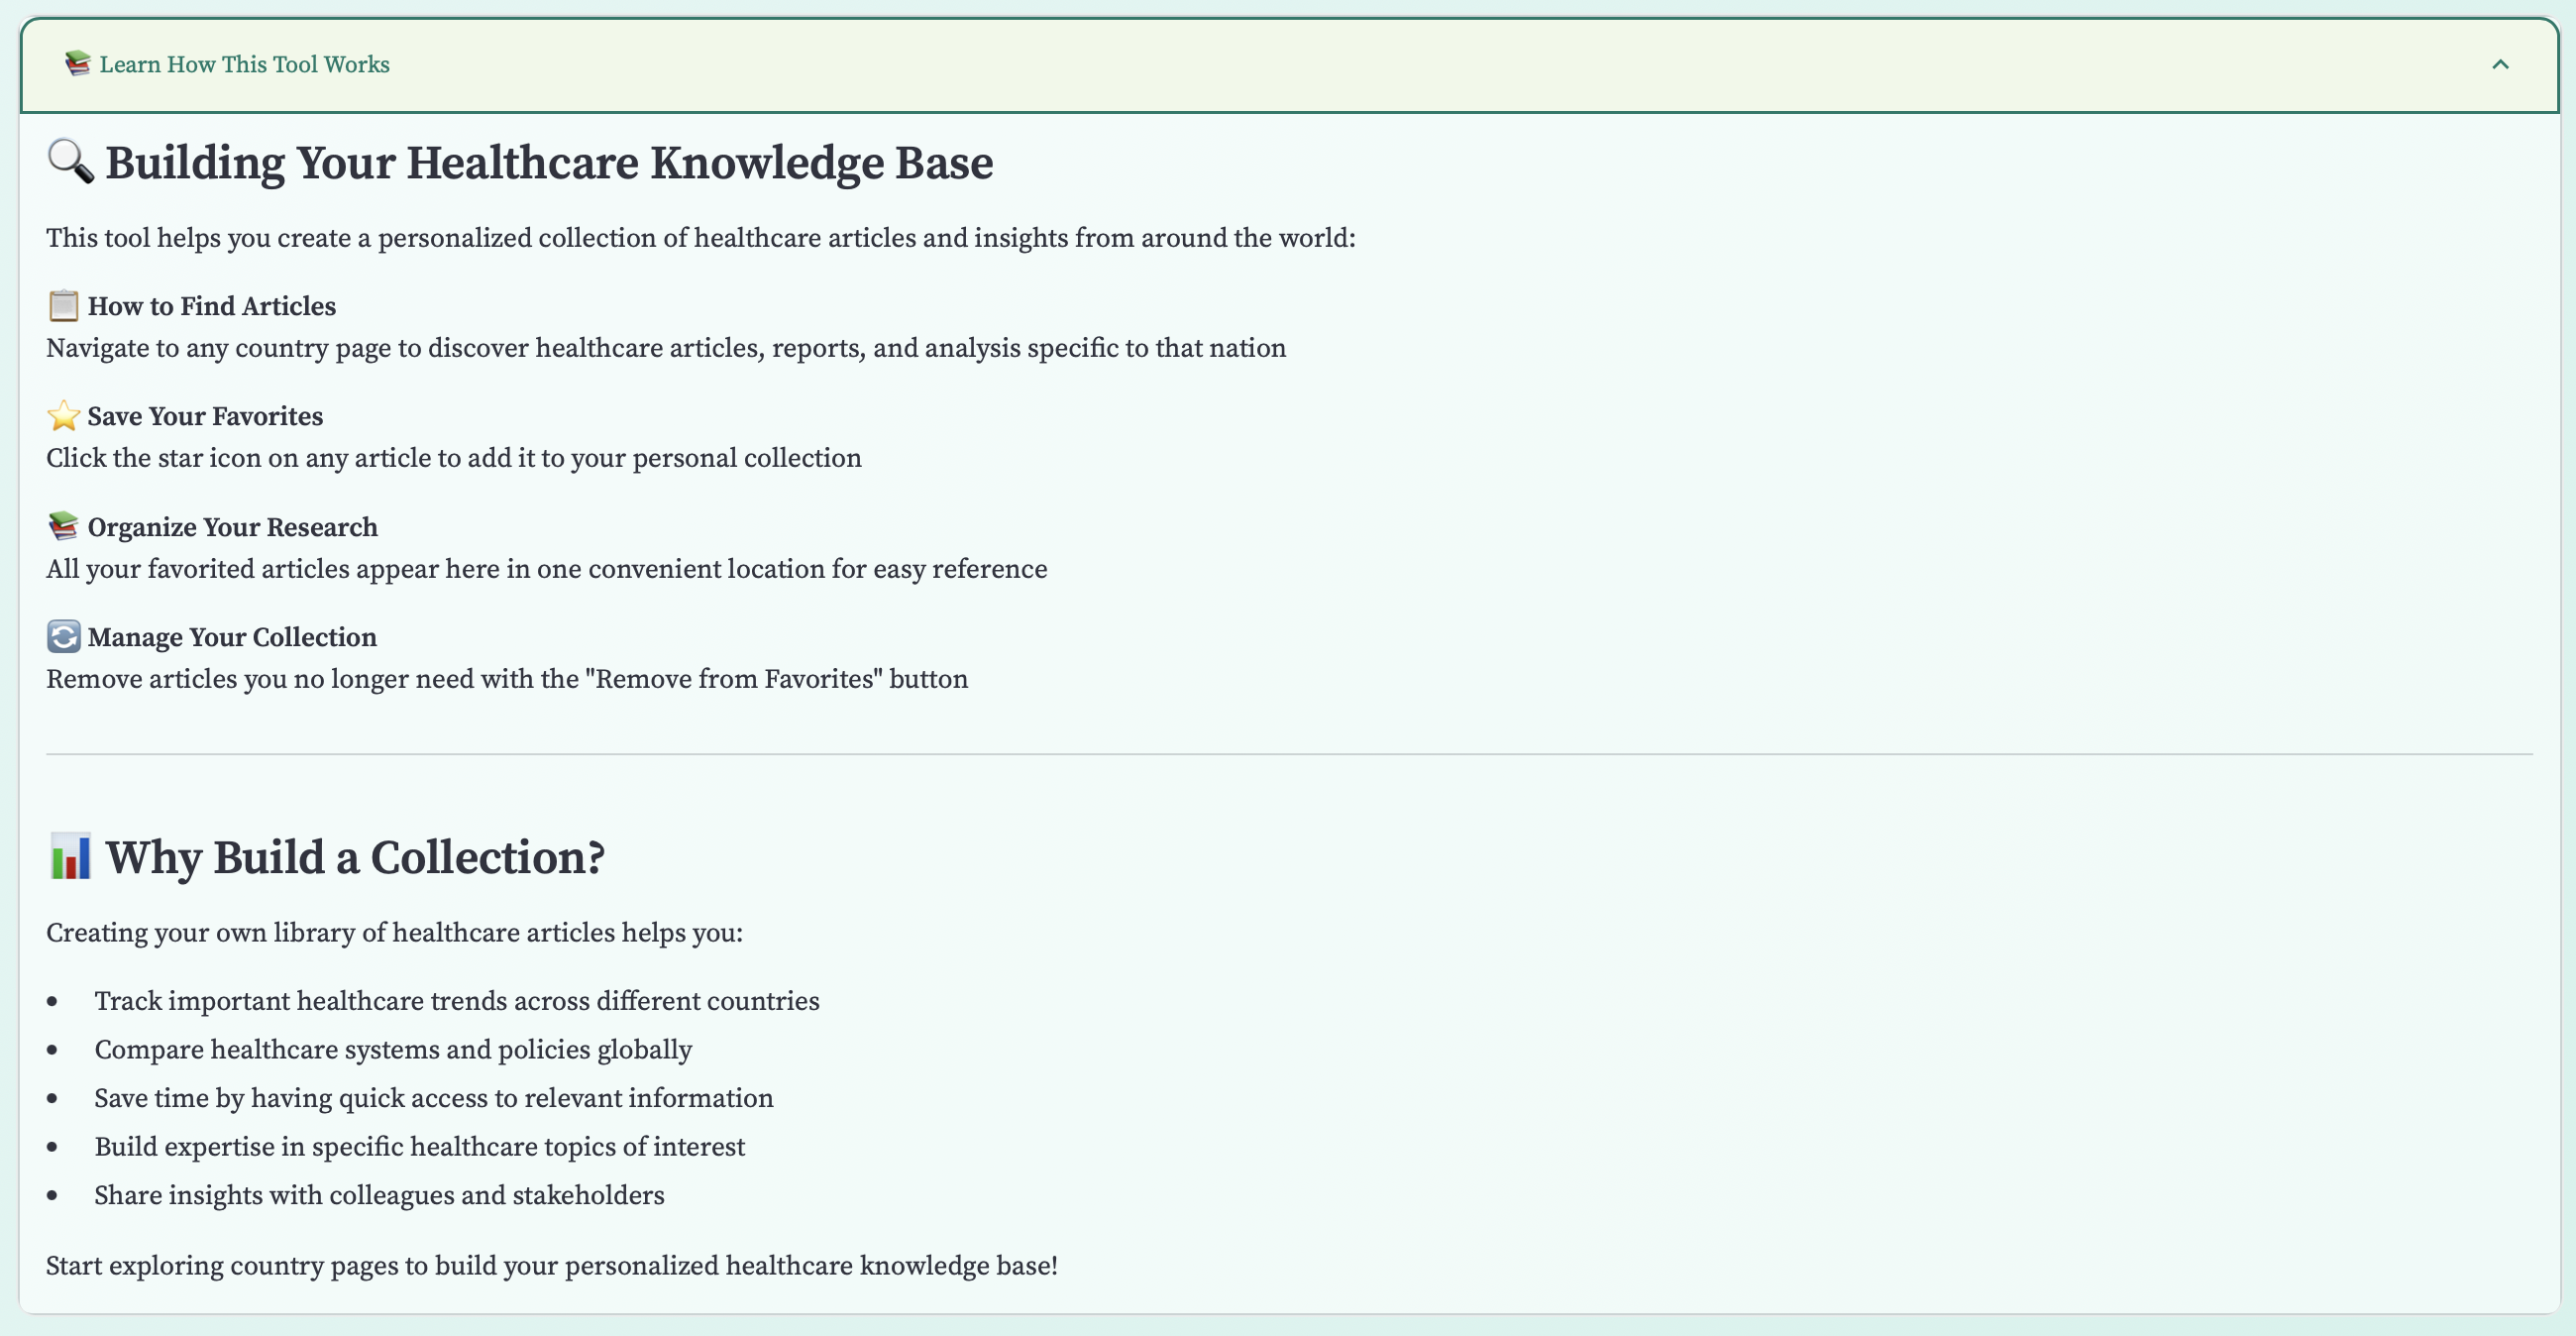 Learn How This Tool Works
Building Your Healthcare Knowledge Base
This tool helps you create a personalized collection of healthcare articles and insights from around the world:
How to Find Articles
Navigate to any country page to discover healthcare articles, reports, and analysis specific to that nation
Save Your Favorites
Click the star icon on any article to add it to your personal collection
Organize Your Research
All your favorited articles appear here in one convenient location for easy reference
Manage Your Collection
Remove articles you no longer need with the "Remove from Favorites" button
Why Build a Collection?
Creating your own library of healthcare articles helps you:
• Track important healthcare trends across different countries
• Compare healthcare systems and policies globally
• Save time by having quick access to relevant information
• Build expertise in specific healthcare topics of interest
• Share insights with colleagues and stakeholders
Start exploring country pages to build your personalized healthcare knowledge base!